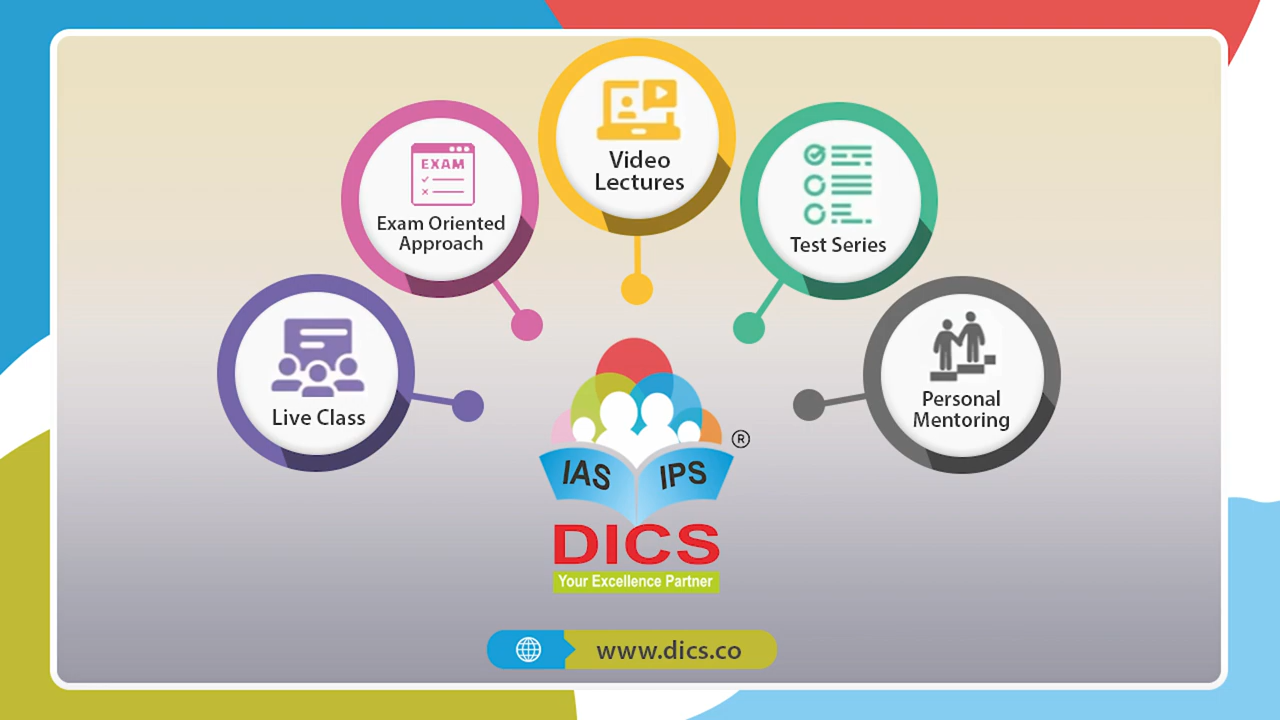 Video
Lectures
EXAM
Exam Oriented
Approach
Test Series
Live Class
Personal
Mentoring
®
IAS IPS
DICS
Your Excellence Partner
www.dics.co